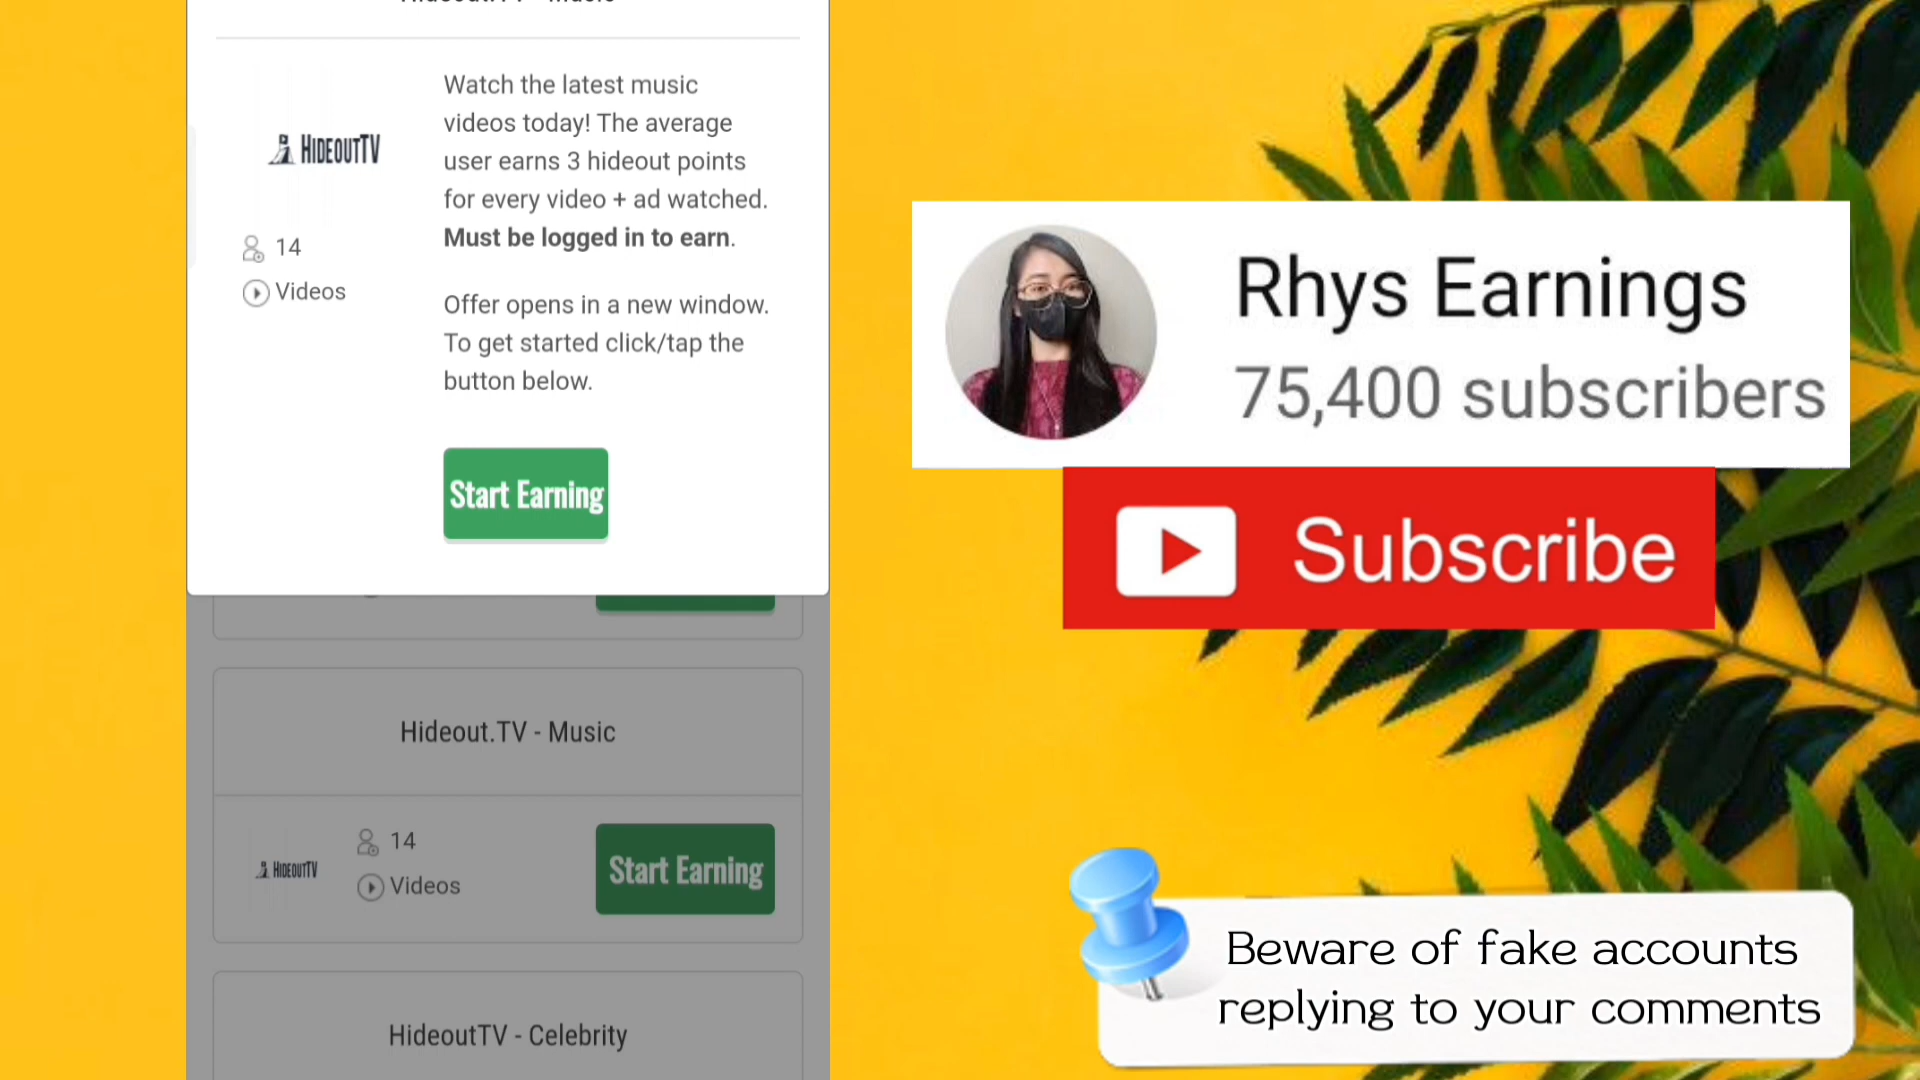 Hideout.TV - Music
Watch the latest music
videos today! The average
user earns 3 hideout points
for every video + ad watched.
Must be logged in to earn.
HIDEOUTTV
14
Videos
Offer opens in a new window.
To get started click/tap the
button below.
Start Earning
Hideout.TV - Music
HIDEOUTTV
14
Videos
Start Earning
HideoutTV - Celebrity
Rhys Earnings
75,400 subscribers
Subscribe
Beware of fake accounts
replying to your comments